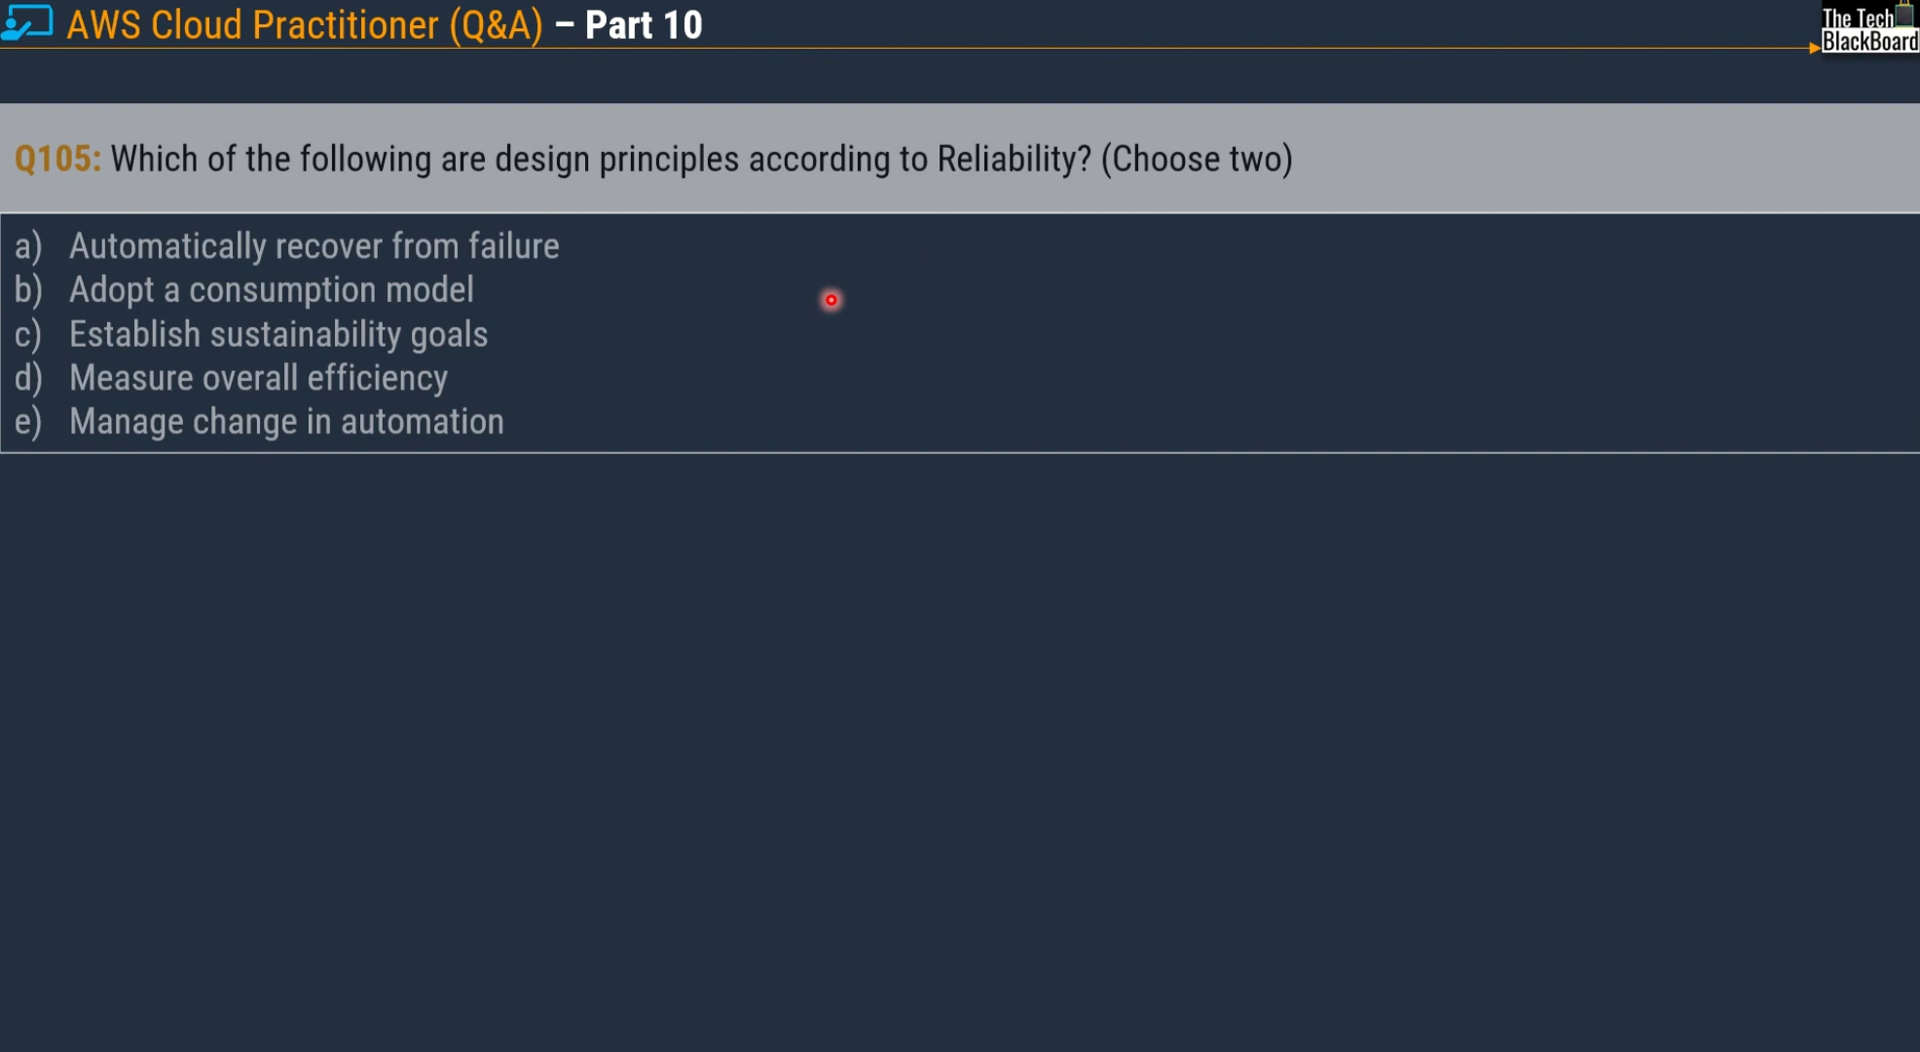 AWS Cloud Practitioner (Q&A) – Part 10
The Tech
BlackBoard
Q105: Which of the following are design principles according to Reliability? (Choose two)
a) Automatically recover from failure
b) Adopt a consumption model
c) Establish sustainability goals
d) Measure overall efficiency
e) Manage change in automation